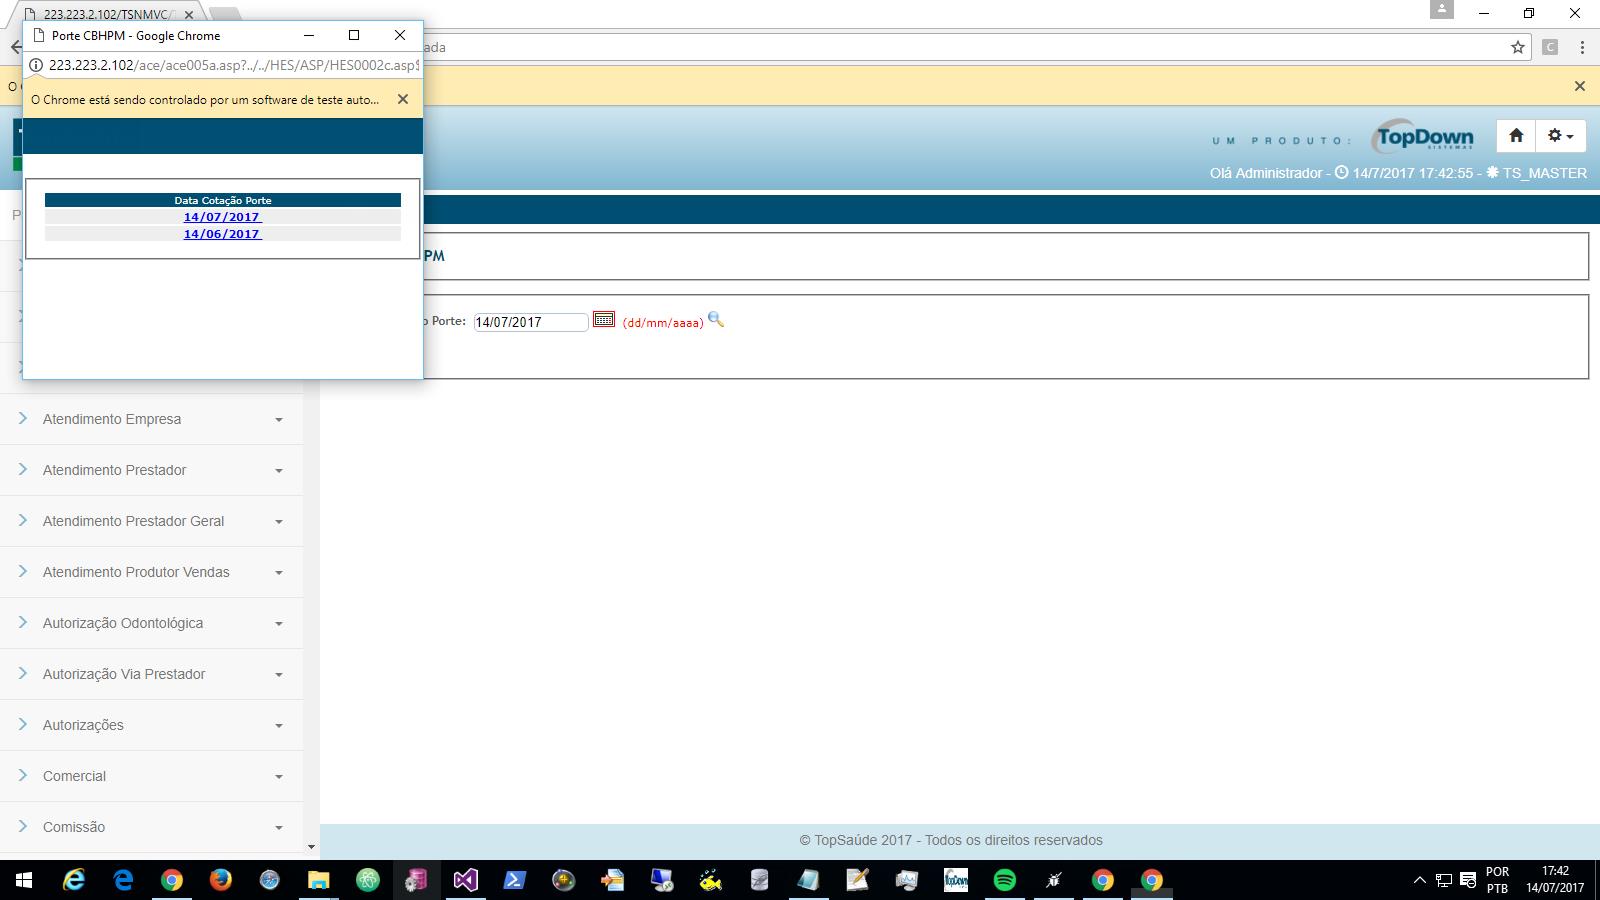 223.223.2.102/TSNMVC/
Porte CBHPM - Google Chrome
223.223.2.102/ace/ace005a.asp?../../HES/ASP/HES0002c.asp
ada
C
O Chrome está sendo controlado por um software de teste auto...
O
UM PRODUTO:
TopDown
SISTEMAS
Olá Administrador - 14/7/2017 17:42:55 - TS_MASTER
Data Cotação Porte
14/07/2017
14/06/2017
P
PM
o Porte: 14/07/2017 (dd/mm/aaaa)
Atendimento Empresa
Atendimento Prestador
Atendimento Prestador Geral
Atendimento Produtor Vendas
Autorização Odontológica
Autorização Via Prestador
Autorizações
Comercial
Comissão
© TopSaúde 2017 - Todos os direitos reservados
TopDown
POR
PTB
17:42
14/07/2017